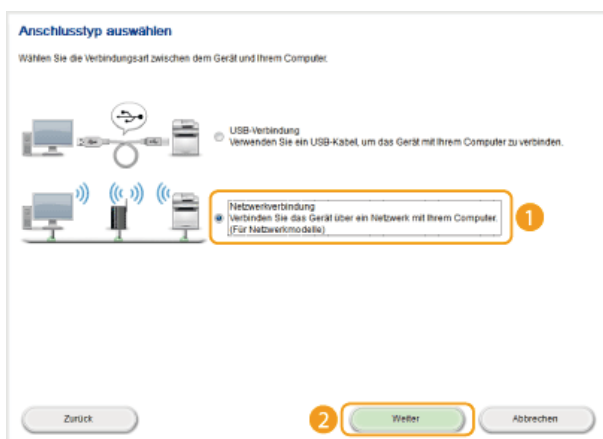 Anschlusstyp auswählen
Wählen Sie die Verbindungsart zwischen dem Gerät und Ihrem Computer.
USB-Verbindung
Verwenden Sie ein USB-Kabel, um das Gerät mit Ihrem Computer zu verbinden.
Netzwerkverbindung
Verbinden Sie das Gerät über ein Netzwerk mit Ihrem Computer.
(Für Netzwerkmodelle)
1
Zurück
2
Weiter
Abbrechen